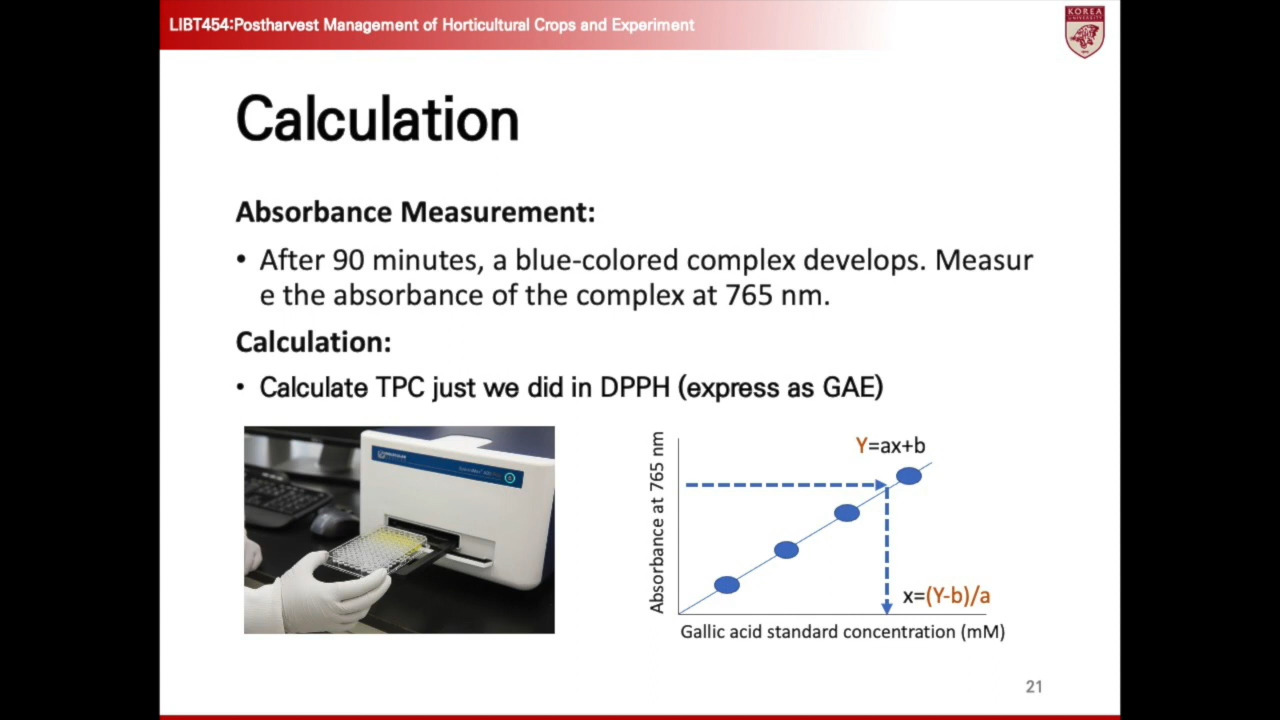 LIBT454:Postharvest Management of Horticultural Crops and Experiment
KOREA
UNIVERSITY
Calculation
Absorbance Measurement:
• After 90 minutes, a blue-colored complex develops. Measur
e the absorbance of the complex at 765 nm.
Calculation:
• Calculate TPC just we did in DPPH (express as GAE)
Absorbance at 765 nm
Y=ax+b
x=(Y-b)/a
Gallic acid standard concentration (mM)
21